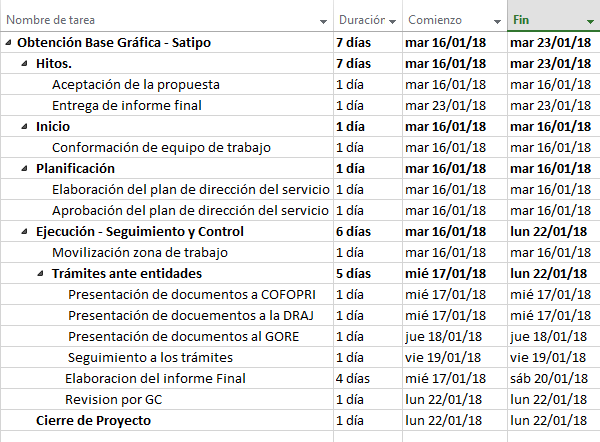 Nombre de tarea Duración Comienzo Fin
Obtención Base Gráfica - Satipo 7 días mar 16/01/18 mar 23/01/18
Hitos. 7 días mar 16/01/18 mar 23/01/18
Aceptación de la propuesta 1 día mar 16/01/18 mar 16/01/18
Entrega de informe final 1 día mar 23/01/18 mar 23/01/18
Inicio 1 día mar 16/01/18 mar 16/01/18
Conformación de equipo de trabajo 1 día mar 16/01/18 mar 16/01/18
Planificación 1 día mar 16/01/18 mar 16/01/18
Elaboración del plan de dirección del servicio 1 día mar 16/01/18 mar 16/01/18
Aprobación del plan de dirección del servicio 1 día mar 16/01/18 mar 16/01/18
Ejecución - Seguimiento y Control 6 días mar 16/01/18 lun 22/01/18
Movilización zona de trabajo 1 día mar 16/01/18 mar 16/01/18
Trámites ante entidades 5 días mié 17/01/18 lun 22/01/18
Presentación de documentos a COFOPRI 1 día mié 17/01/18 mié 17/01/18
Presentación de docuementos a la DRAJ 1 día mié 17/01/18 mié 17/01/18
Presentación de documentos al GORE 1 día jue 18/01/18 jue 18/01/18
Seguimiento a los trámites 1 día vie 19/01/18 vie 19/01/18
Elaboracion del informe Final 4 días mié 17/01/18 sáb 20/01/18
Revision por GC 1 día lun 22/01/18 lun 22/01/18
Cierre de Proyecto 1 día lun 22/01/18 lun 22/01/18